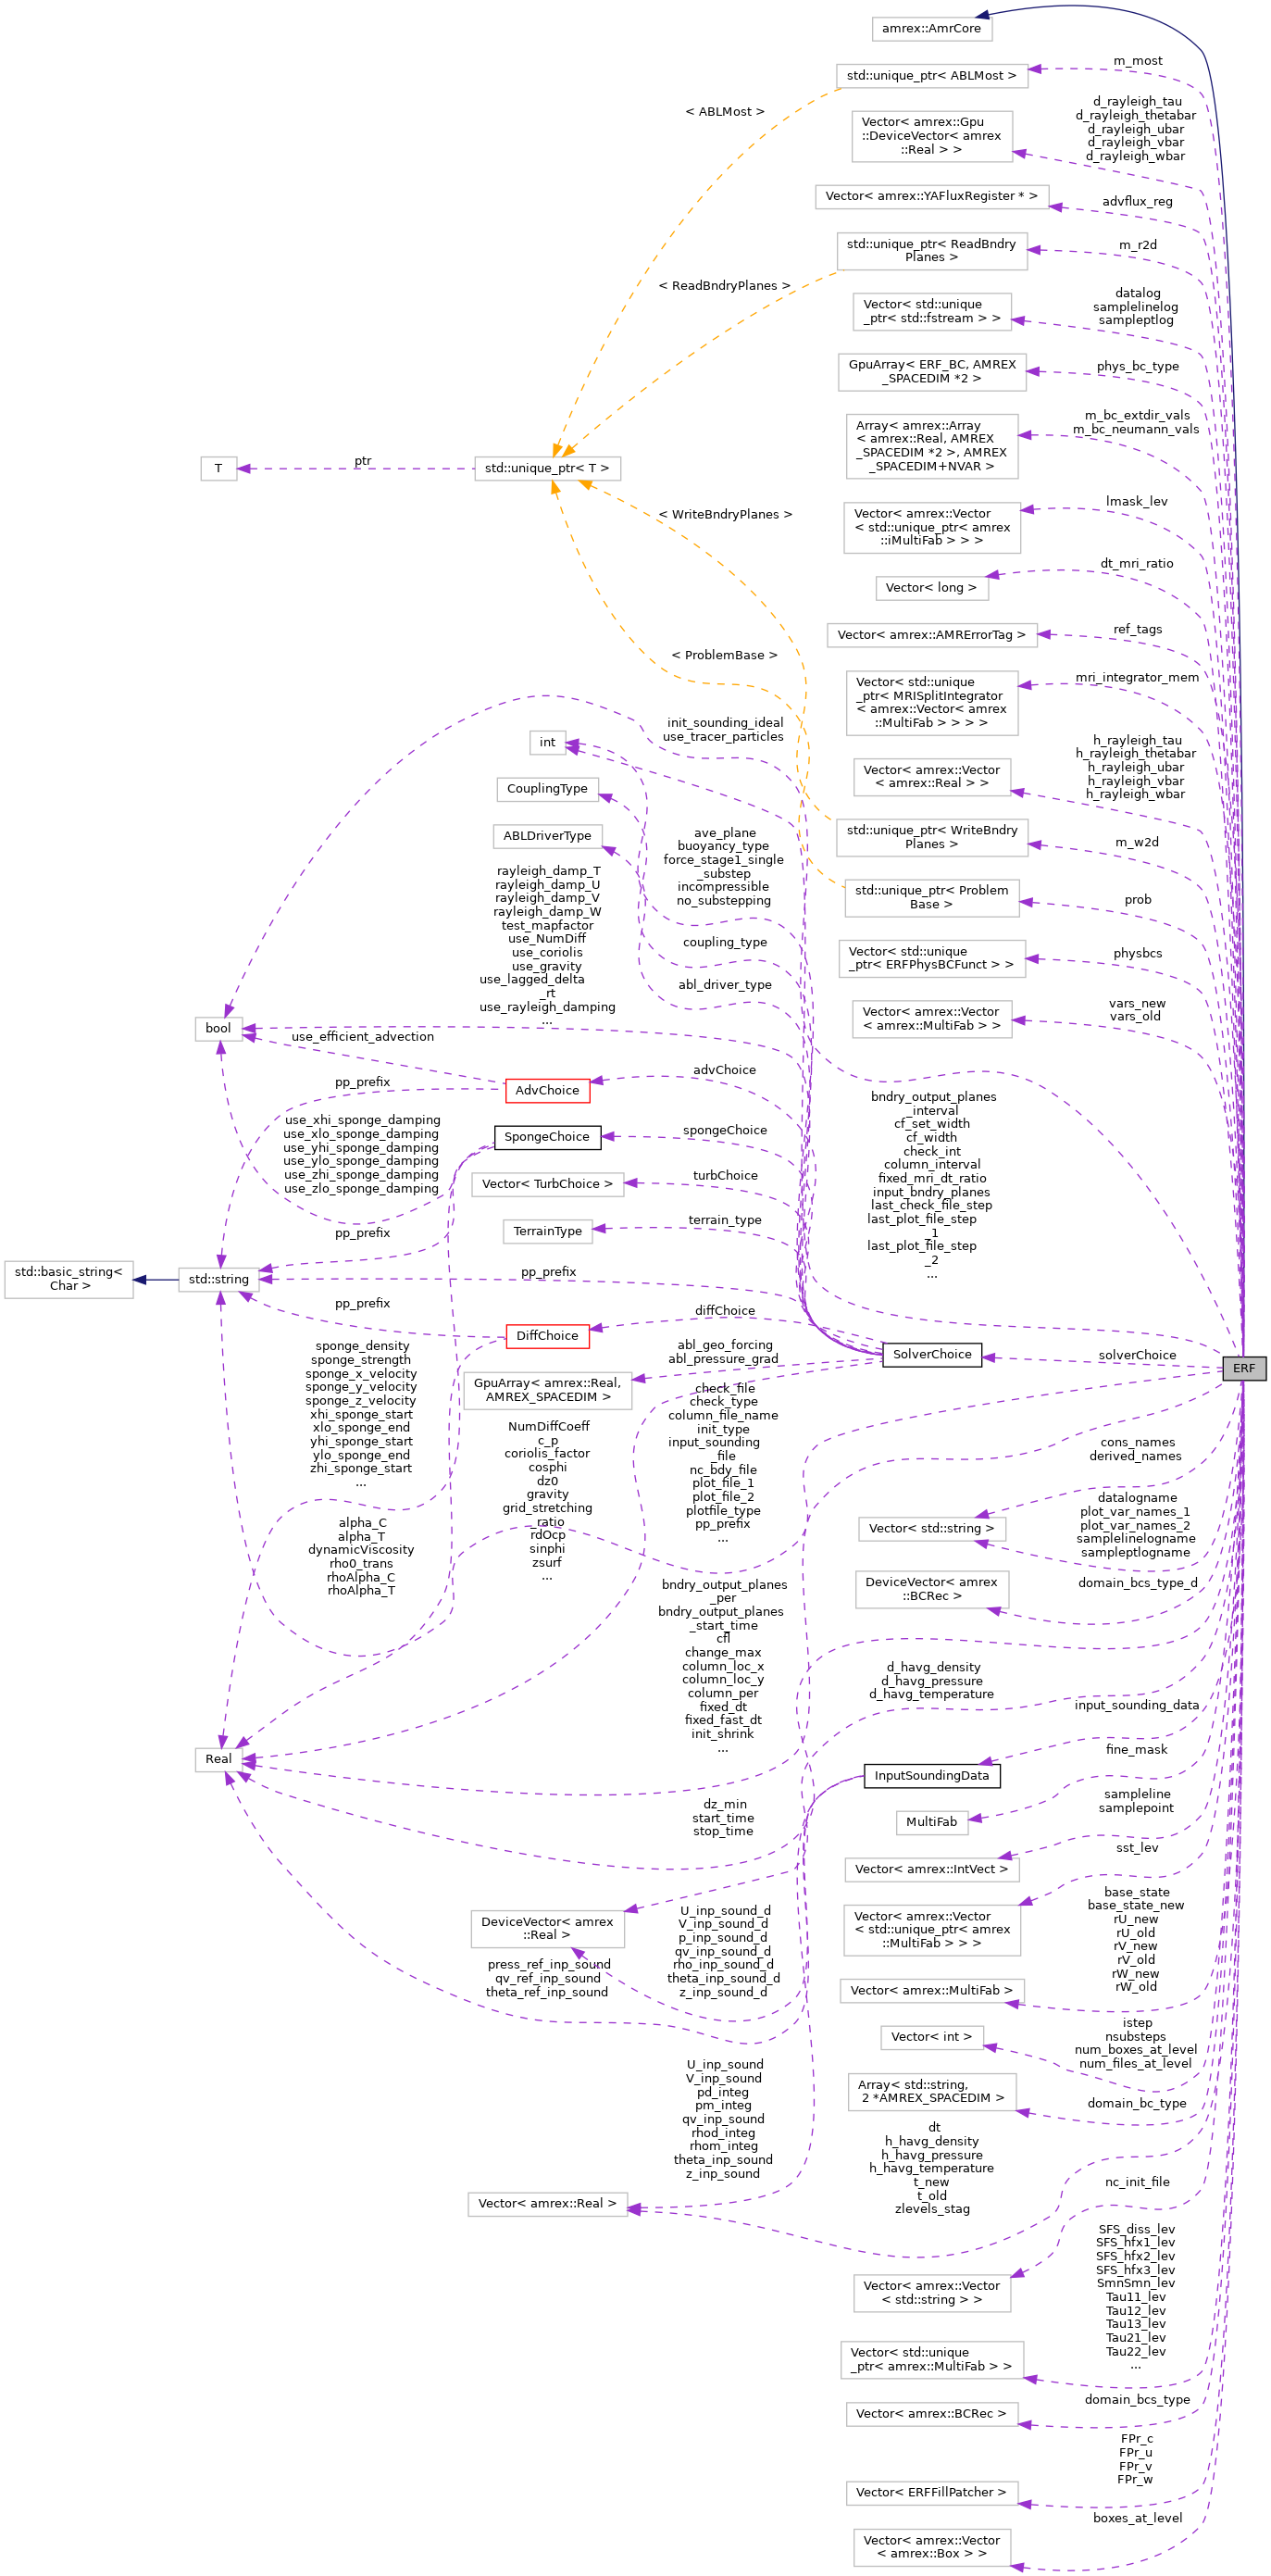 amrex::AmrCore
std::unique_ptr< ABLMost >
m_most
< ABLMost >
Vector< amrex::Gpu
::DeviceVector< amrex
::Real > >
d_rayleigh_tau
d_rayleigh_thetabar
d_rayleigh_ubar
d_rayleigh_vbar
d_rayleigh_wbar
Vector< amrex::YAFluxRegister * >
advflux_reg
std::unique_ptr< ReadBndry
Planes >
m_r2d
< ReadBndryPlanes >
Vector< std::unique
_ptr< std::fstream > >
datalog
samplelinelog
sampleptlog
GpuArray< ERF_BC, AMREX
_SPACEDIM *2 >
phys_bc_type
Array< amrex::Array
< amrex::Real, AMREX
_SPACEDIM *2 >, AMREX
_SPACEDIM+NVAR >
m_bc_extdir_vals
m_bc_neumann_vals
T
ptr
std::unique_ptr< T >
< WriteBndryPlanes >
Vector< amrex::Vector
< std::unique_ptr< amrex
::iMultiFab > > >
lmask_lev
Vector< long >
dt_mri_ratio
Vector< amrex::AMRErrorTag >
ref_tags
< ProblemBase >
Vector< std::unique
_ptr< MRISplitIntegrator
< amrex::Vector< amrex
::MultiFab > > > >
mri_integrator_mem
int
init_sounding_ideal
use_tracer_particles
Vector< amrex::Vector
< amrex::Real > >
h_rayleigh_tau
h_rayleigh_thetabar
h_rayleigh_ubar
h_rayleigh_vbar
h_rayleigh_wbar
CouplingType
ABLDriverType
ave_plane
buoyancy_type
force_stage1_single
_substep
incompressible
no_substepping
std::unique_ptr< WriteBndry
Planes >
m_w2d
std::unique_ptr< Problem
Base >
prob
rayleigh_damp_T
rayleigh_damp_U
rayleigh_damp_V
rayleigh_damp_W
test_mapfactor
use_NumDiff
use_coriolis
use_gravity
use_lagged_delta
_rt
use_rayleigh_damping
...
coupling_type
abl_driver_type
Vector< std::unique
_ptr< ERFPhysBCFunct > >
physbcs
Vector< amrex::Vector
< amrex::MultiFab > >
vars_new
vars_old
bool
use_efficient_advection
pp_prefix
AdvChoice
advChoice
use_xhi_sponge_damping
use_xlo_sponge_damping
use_yhi_sponge_damping
use_ylo_sponge_damping
use_zhi_sponge_damping
use_zlo_sponge_damping
SpongeChoice
spongeChoice
Vector< TurbChoice >
turbChoice
TerrainType
terrain_type
bndry_output_planes
_interval
cf_set_width
cf_width
check_int
column_interval
fixed_mri_dt_ratio
input_bndry_planes
last_check_file_step
last_plot_file_step
_1
last_plot_file_step
_2
...
pp_prefix
std::basic_string<
Char >
std::string
pp_prefix
pp_prefix
DiffChoice
diffChoice
SolverChoice
solverChoice
ERF
GpuArray< amrex::Real,
AMREX_SPACEDIM >
abl_geo_forcing
abl_pressure_grad
sponge_density
sponge_strength
sponge_x_velocity
sponge_y_velocity
sponge_z_velocity
xhi_sponge_start
xlo_sponge_end
yhi_sponge_start
ylo_sponge_end
zhi_sponge_start
...
NumDiffCoeff
c_p
coriolis_factor
cosphi
dz0
gravity
grid_stretching
_ratio
rdOcp
sinphi
zsurf
...
check_file
check_type
column_file_name
init_type
input_sounding
_file
nc_bdy_file
plot_file_1
plot_file_2
plotfile_type
pp_prefix
...
cons_names
derived_names
Vector< std::string >
datalogname
plot_var_names_1
plot_var_names_2
samplelinelogname
sampleptlogname
alpha_C
alpha_T
dynamicViscosity
rho0_trans
rhoAlpha_C
rhoAlpha_T
DeviceVector< amrex
::BCRec >
domain_bcs_type_d
bndry_output_planes
_per
bndry_output_planes
_start_time
cfl
change_max
column_loc_x
column_loc_y
column_per
fixed_dt
fixed_fast_dt
init_shrink
...
d_havg_density
d_havg_pressure
d_havg_temperature
input_sounding_data
Real
InputSoundingData
fine_mask
MultiFab
dz_min
start_time
stop_time
sampleline
samplepoint
Vector< amrex::IntVect >
sst_lev
DeviceVector< amrex
::Real >
U_inp_sound_d
V_inp_sound_d
p_inp_sound_d
qv_inp_sound_d
rho_inp_sound_d
theta_inp_sound_d
z_inp_sound_d
Vector< amrex::Vector
< std::unique_ptr< amrex
::MultiFab > > >
base_state
base_state_new
rU_new
rU_old
rV_new
rV_old
rW_new
rW_old
press_ref_inp_sound
qv_ref_inp_sound
theta_ref_inp_sound
Vector< amrex::MultiFab >
Vector< int >
istep
nsubsteps
num_boxes_at_level
num_files_at_level
U_inp_sound
V_inp_sound
pd_integ
pm_integ
qv_inp_sound
rhod_integ
rhom_integ
theta_inp_sound
z_inp_sound
Array< std::string,
2 *AMREX_SPACEDIM >
domain_bc_type
dt
h_havg_density
h_havg_pressure
h_havg_temperature
t_new
t_old
zlevels_stag
Vector< amrex::Real >
nc_init_file
Vector< amrex::Vector
< std::string > >
SFS_diss_lev
SFS_hfx1_lev
SFS_hfx2_lev
SFS_hfx3_lev
SmnSmn_lev
Tau11_lev
Tau12_lev
Tau13_lev
Tau21_lev
Tau22_lev
...
Vector< std::unique
_ptr< amrex::MultiFab > >
Vector< amrex::BCRec >
domain_bcs_type
FPr_c
FPr_u
FPr_v
FPr_w
Vector< ERFFillPatcher >
boxes_at_level
Vector< amrex::Vector
< amrex::Box > >